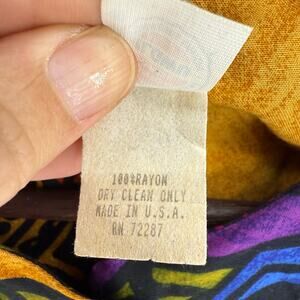 100%RAYON
DRY CLEAN ONLY
MADE IN U.S.A.
RN 72287